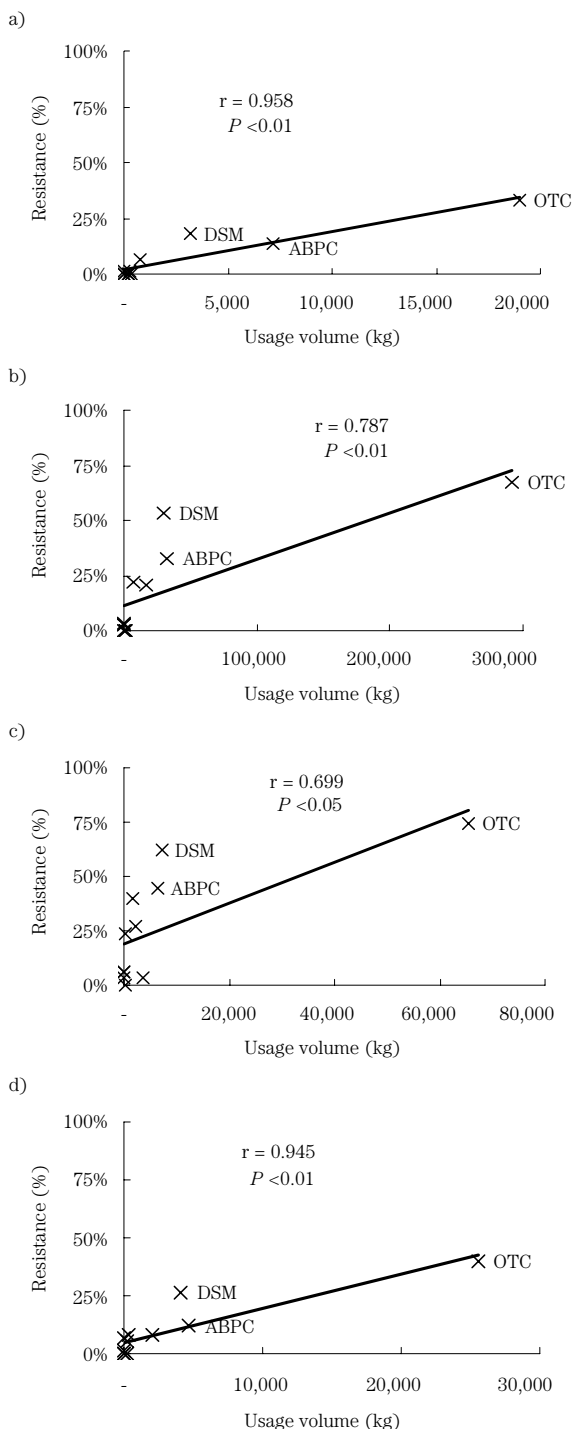 a)
100%
75%
50%
25%
0%
Resistance (%)
r = 0.958
P <0.01
OTC
DSM
ABPC
- 5,000 10,000 15,000 20,000
Usage volume (kg)
b)
100%
75%
50%
25%
0%
Resistance (%)
r = 0.787
P <0.01
OTC
DSM
ABPC
- 100,000 200,000 300,000
Usage volume (kg)
c)
100%
75%
50%
25%
0%
Resistance (%)
r = 0.699
P <0.05
OTC
DSM
ABPC
- 20,000 40,000 60,000 80,000
Usage volume (kg)
d)
100%
75%
50%
25%
0%
Resistance (%)
r = 0.945
P <0.01
OTC
DSM
ABPC
- 10,000 20,000 30,000
Usage volume (kg)